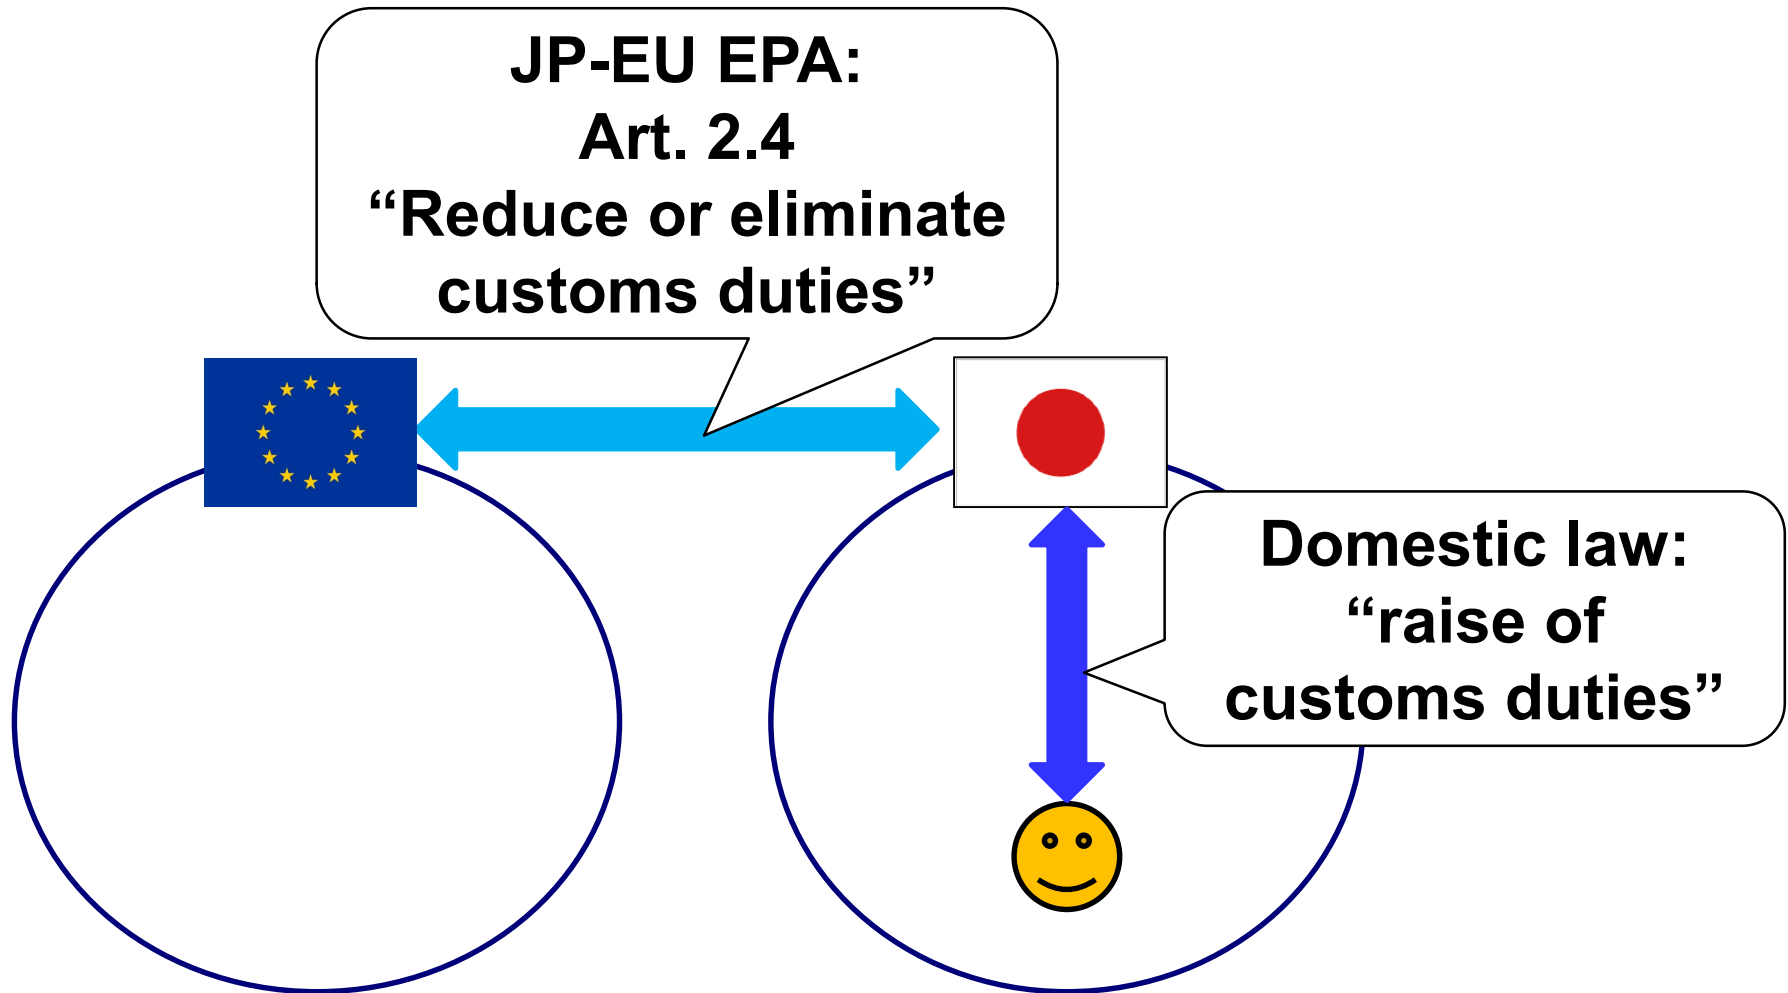 JP-EU EPA:
Art. 2.4
“Reduce or eliminate
customs duties”
Domestic law:
“raise of
customs duties”